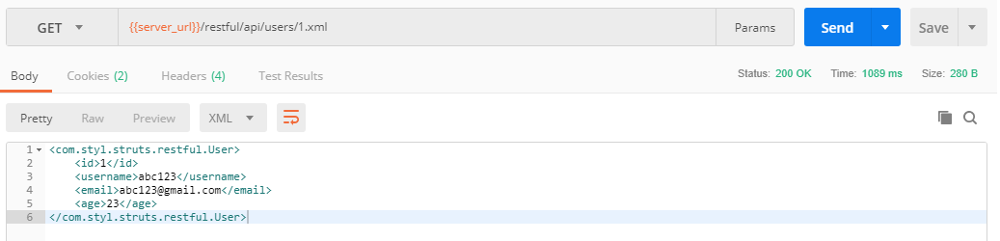 GET {{server_url}}/restful/api/users/1.xml Params Send Save
Body Cookies (2) Headers (4) Test Results Status: 200 OK Time: 1089 ms Size: 280 B
Pretty Raw Preview XML
1 <com.styl.struts.restful.User>
2 <id>1</id>
3 <username>abc123</username>
4 <email>abc123@gmail.com</email>
5 <age>23</age>
6 </com.styl.struts.restful.User>